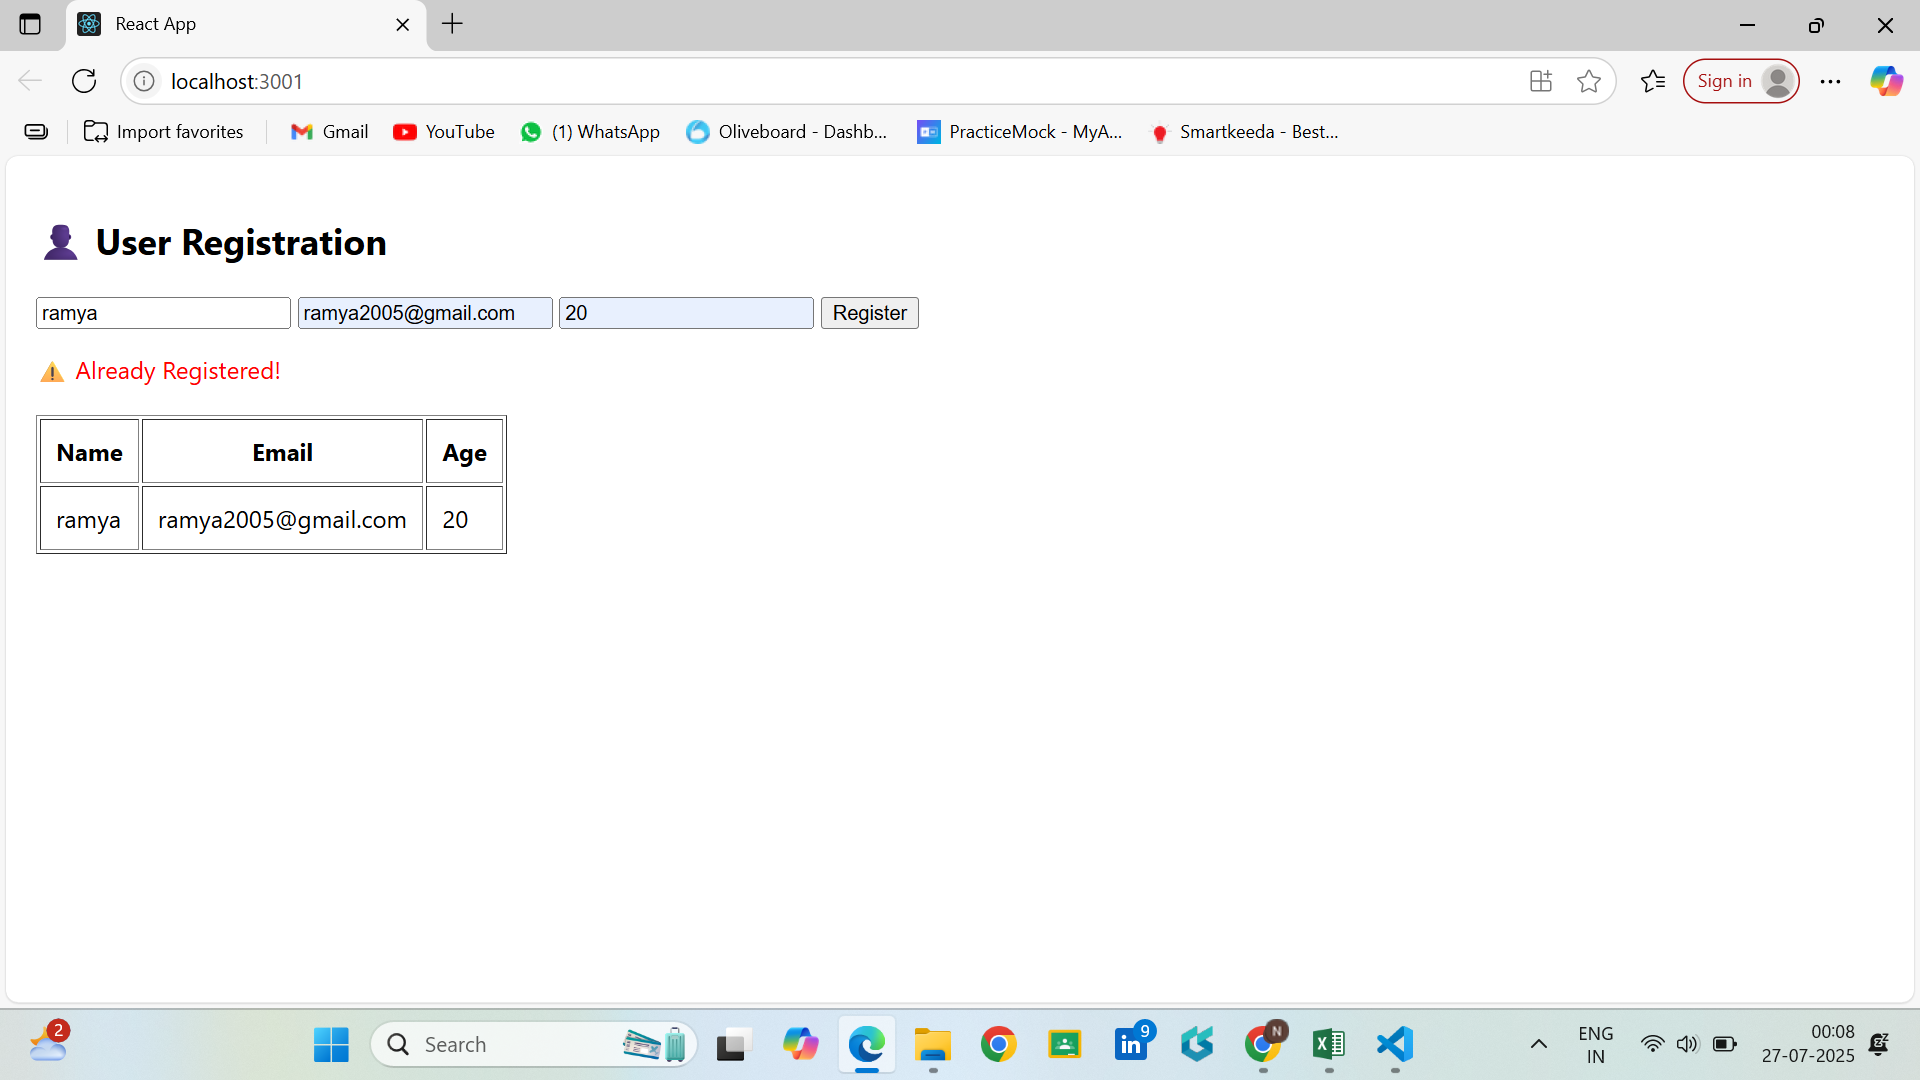 React App
localhost:3001
Sign in
Import favorites
Gmail
YouTube
(1) WhatsApp
Oliveboard - Dashb...
PracticeMock - MyA...
Smartkeeda - Best...
User Registration
ramya ramya2005@gmail.com 20 Register
Already Registered!
Name Email Age
ramya ramya2005@gmail.com 20
2
Search
in 9
N
ENG
IN
00:08
27-07-2025